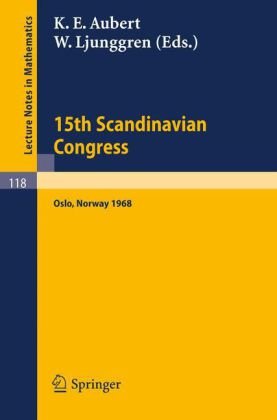 K. E. Aubert
W. Ljunggren (Eds.)
Lecture Notes in Mathematics
118
15th Scandinavian
Congress
Oslo, Norway 1968
Springer